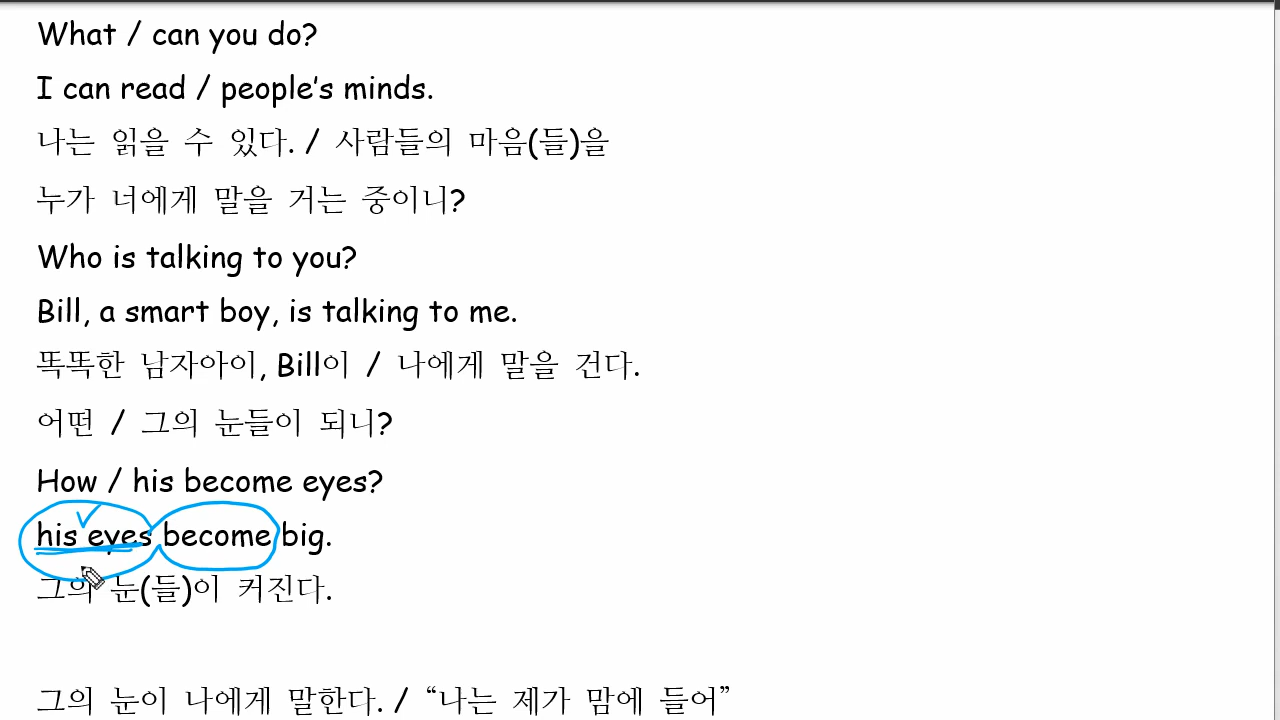 What / can you do?
I can read / people's minds.
나는 읽을 수 있다. / 사람들의 마음(들)을
누가 너에게 말을 거는 중이니?
Who is talking to you?
Bill, a smart boy, is talking to me.
똑똑한 남자아이, Bill이 / 나에게 말을 건다.
어떤 / 그의 눈들이 되니?
How / his become eyes?
his eyes become big.
그의 눈(들)이 커진다.
그의 눈이 나에게 말한다. / “나는 제가 맘에 들어”